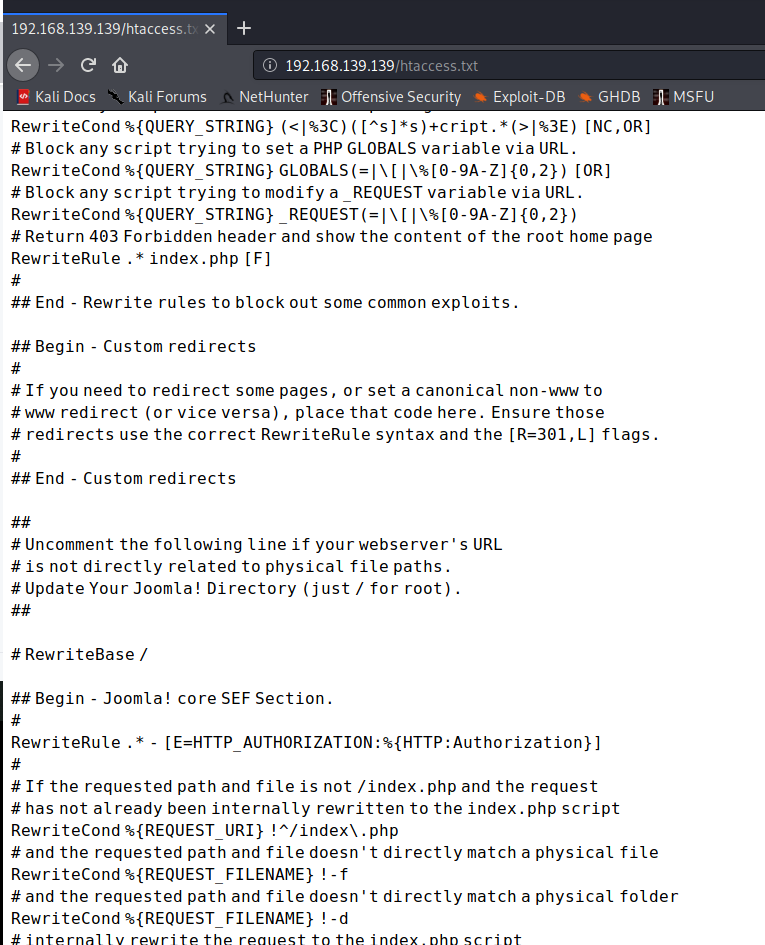 192.168.139.139/htaccess.tx
192.168.139.139/htaccess.txt
Kali Docs Kali Forums NetHunter Offensive Security Exploit-DB GHDB MSFU
RewriteCond %{QUERY_STRING} (<|%3C)([^s]*s)+cript.*(>|%3E) [NC,OR]
# Block any script trying to set a PHP GLOBALS variable via URL.
RewriteCond %{QUERY_STRING} GLOBALS(=|\[|\%[0-9A-Z]{0,2}) [OR]
# Block any script trying to modify a _REQUEST variable via URL.
RewriteCond %{QUERY_STRING} _REQUEST(=|\[|\%[0-9A-Z]{0,2})
# Return 403 Forbidden header and show the content of the root home page
RewriteRule .* index.php [F]
#
## End - Rewrite rules to block out some common exploits.
## Begin - Custom redirects
#
# If you need to redirect some pages, or set a canonical non-www to
# www redirect (or vice versa), place that code here. Ensure those
# redirects use the correct RewriteRule syntax and the [R=301,L] flags.
#
## End - Custom redirects
##
# Uncomment the following line if your webserver's URL
# is not directly related to physical file paths.
# Update Your Joomla! Directory (just / for root).
##
# RewriteBase /
## Begin - Joomla! core SEF Section.
#
RewriteRule .* - [E=HTTP_AUTHORIZATION:%{HTTP:Authorization}]
#
# If the requested path and file is not /index.php and the request
# has not already been internally rewritten to the index.php script
RewriteCond %{REQUEST_URI} !^/index\.php
# and the requested path and file doesn't directly match a physical file
RewriteCond %{REQUEST_FILENAME} !-f
# and the requested path and file doesn't directly match a physical folder
RewriteCond %{REQUEST_FILENAME} !-d
# internally rewrite the request to the index.php script